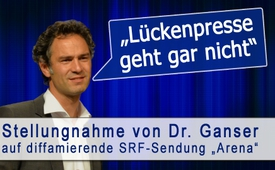 „Lückenpresse
geht gar nicht“
Stellungnahme von Dr. Ganser
auf diffamierende SRF-Sendung „Arena“